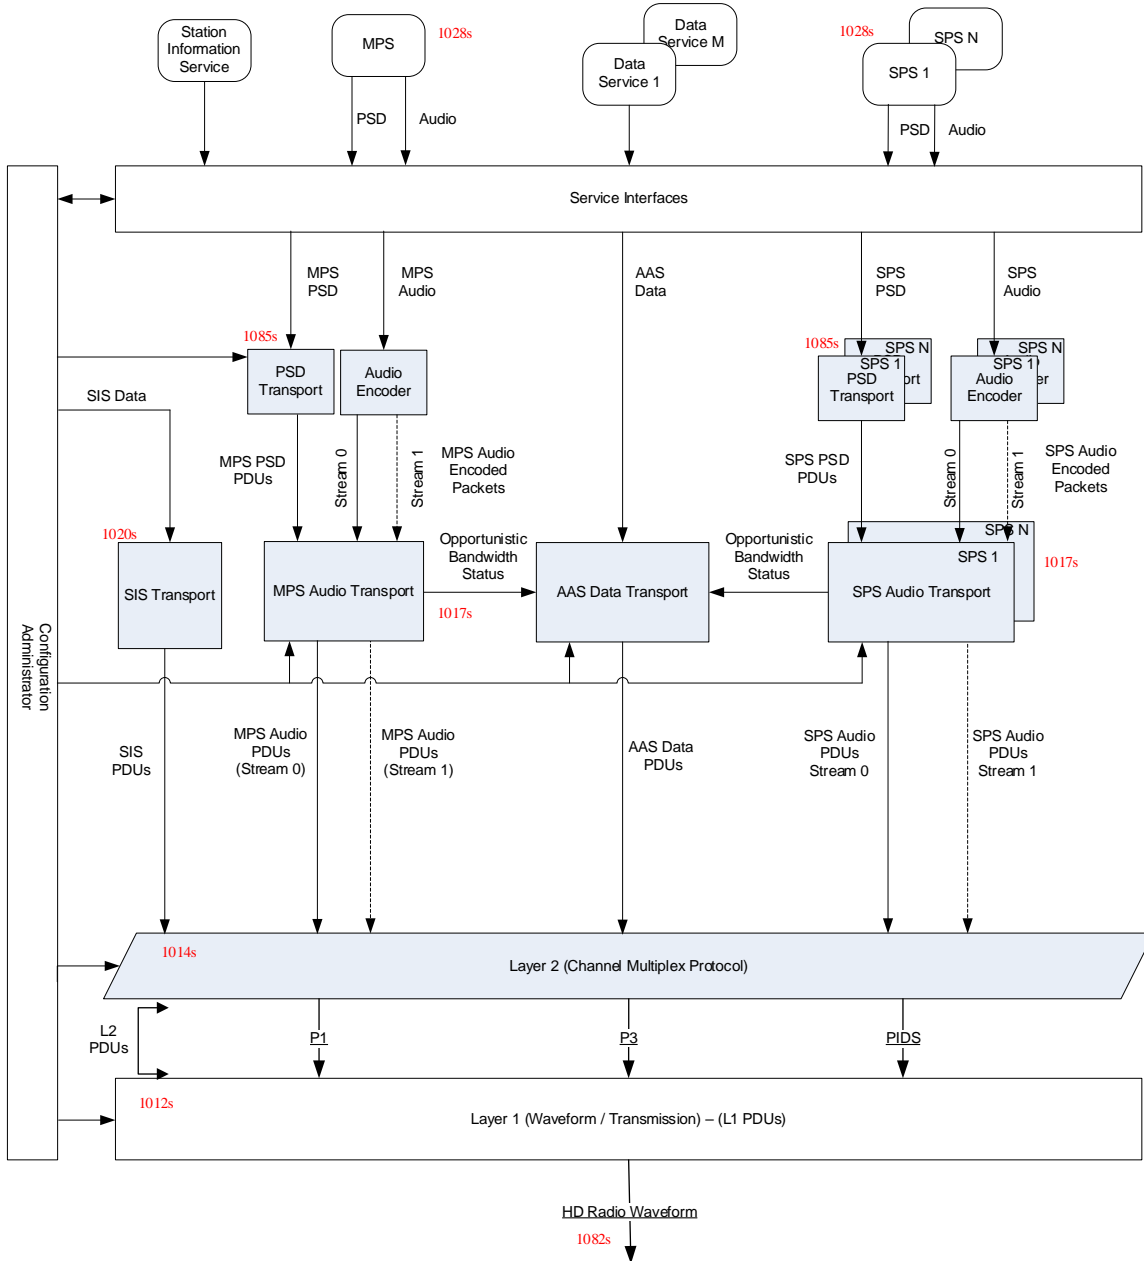 Station
Information
Service
MPS
1028s
Data
Service M
Data
Service 1
1028s
SPS N
SPS 1
PSD
Audio
PSD
Audio
Service Interfaces
MPS
PSD
MPS
Audio
AAS
Data
SPS
PSD
SPS
Audio
1085s
PSD
Transport
Audio
Encoder
1085s
SPS N
SPS 1
PSD
Transport
ort
SPS N
SPS 1
Audio
Encoder
er
SIS Data
MPS PSD
PDUs
Stream 0
Stream 1
MPS Audio
Encoded
Packets
SPS PSD
PDUs
Stream 0
Stream 1
SPS Audio
Encoded
Packets
1020s
SIS Transport
MPS Audio Transport
Opportunistic
Bandwidth
Status
1017s
AAS Data Transport
Opportunistic
Bandwidth
Status
SPS N
SPS 1
SPS Audio Transport
1017s
Configuration
Administrator
SIS
PDUs
MPS Audio
PDUs
(Stream 0)
MPS Audio
PDUs
(Stream 1)
AAS Data
PDUs
SPS Audio
PDUs
Stream 0
SPS Audio
PDUs
Stream 1
1014s
Layer 2 (Channel Multiplex Protocol)
L2
PDUs
P1
P3
PIDS
1012s
Layer 1 (Waveform / Transmission) – (L1 PDUs)
HD Radio Waveform
1082s